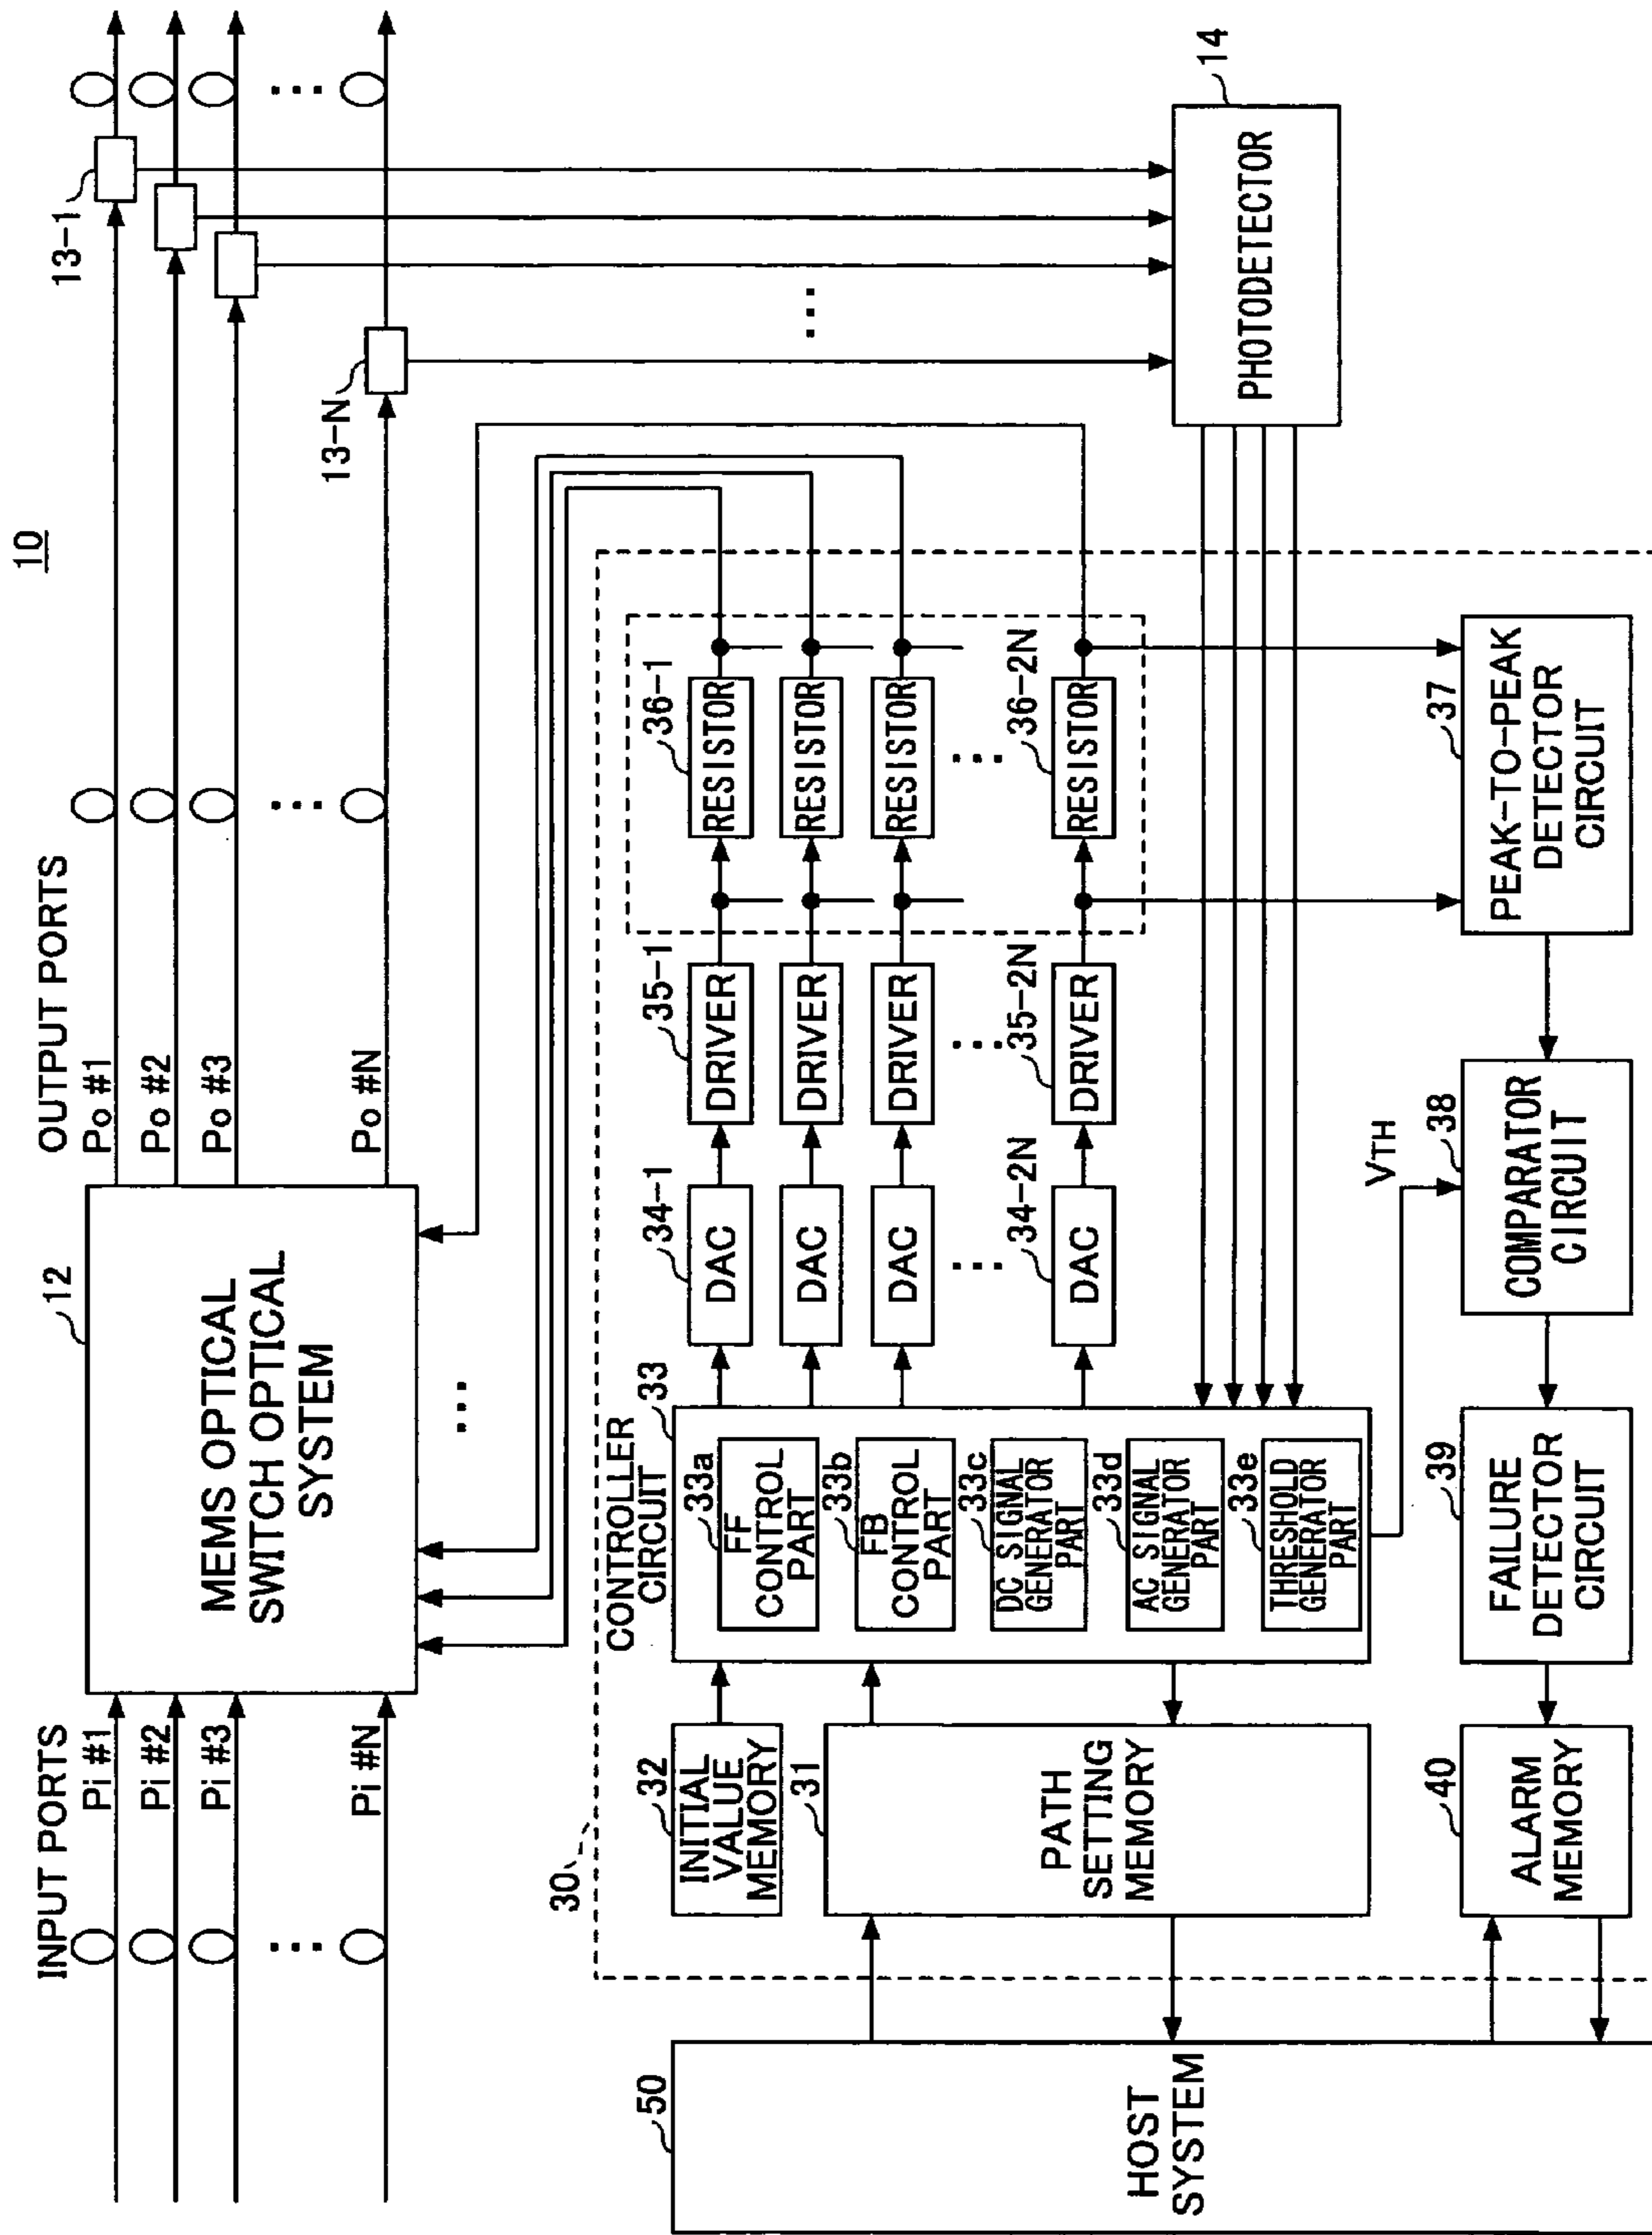 10
INPUT PORTS
OUTPUT PORTS
Pi #1
Pi #2
Pi #3
Pi #N
12
MEMS OPTICAL
SWITCH OPTICAL
SYSTEM
Po #1
Po #2
Po #3
Po #N
13-1
13-N
14
PHOTODETECTOR
30
50
HOST
SYSTEM
32
INITIAL
VALUE
MEMORY
31
PATH
SETTING
MEMORY
CONTROLLER
CIRCUIT
33
33a
FF
CONTROL
PART
33b
FB
CONTROL
PART
33c
DC SIGNAL
GENERATOR
PART
33d
AC SIGNAL
GENERATOR
PART
33e
THRESHOLD
GENERATOR
PART
34-1
DAC
DAC
DAC
34-2N
DAC
35-1
DRIVER
DRIVER
DRIVER
35-2N
DRIVER
36-1
RESISTOR
RESISTOR
RESISTOR
36-2N
RESISTOR
40
ALARM
MEMORY
39
FAILURE
DETECTOR
CIRCUIT
VTH
38
COMPARATOR
CIRCUIT
37
PEAK-TO-PEAK
DETECTOR
CIRCUIT